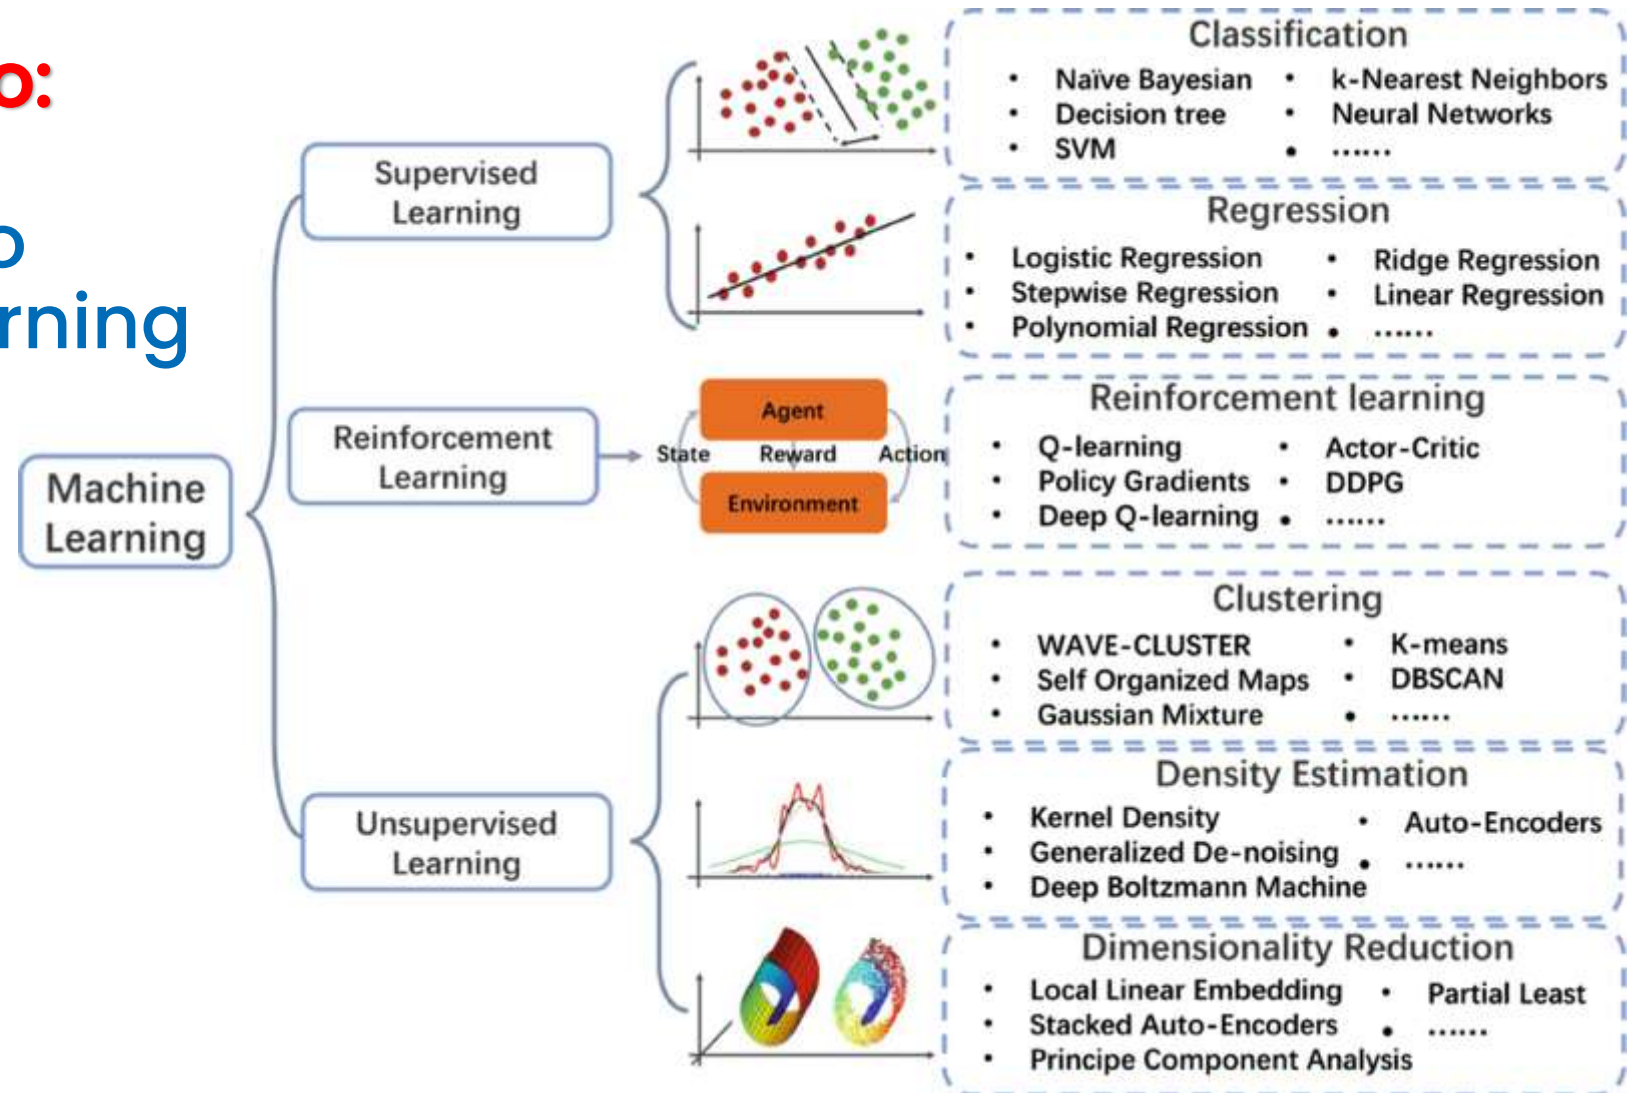 o:
o
rning
Machine
Learning
Supervised
Learning
Reinforcement
Learning
Unsupervised
Learning
Agent
State
Reward
Action
Environment
Classification
• Naïve Bayesian • k-Nearest Neighbors
• Decision tree • Neural Networks
• SVM • ......
Regression
• Logistic Regression • Ridge Regression
• Stepwise Regression • Linear Regression
• Polynomial Regression • ......
Reinforcement learning
• Q-learning • Actor-Critic
• Policy Gradients • DDPG
• Deep Q-learning • ......
Clustering
• WAVE-CLUSTER • K-means
• Self Organized Maps • DBSCAN
• Gaussian Mixture • ......
Density Estimation
• Kernel Density • Auto-Encoders
• Generalized De-noising • ......
• Deep Boltzmann Machine
Dimensionality Reduction
• Local Linear Embedding • Partial Least
• Stacked Auto-Encoders • ......
• Principe Component Analysis